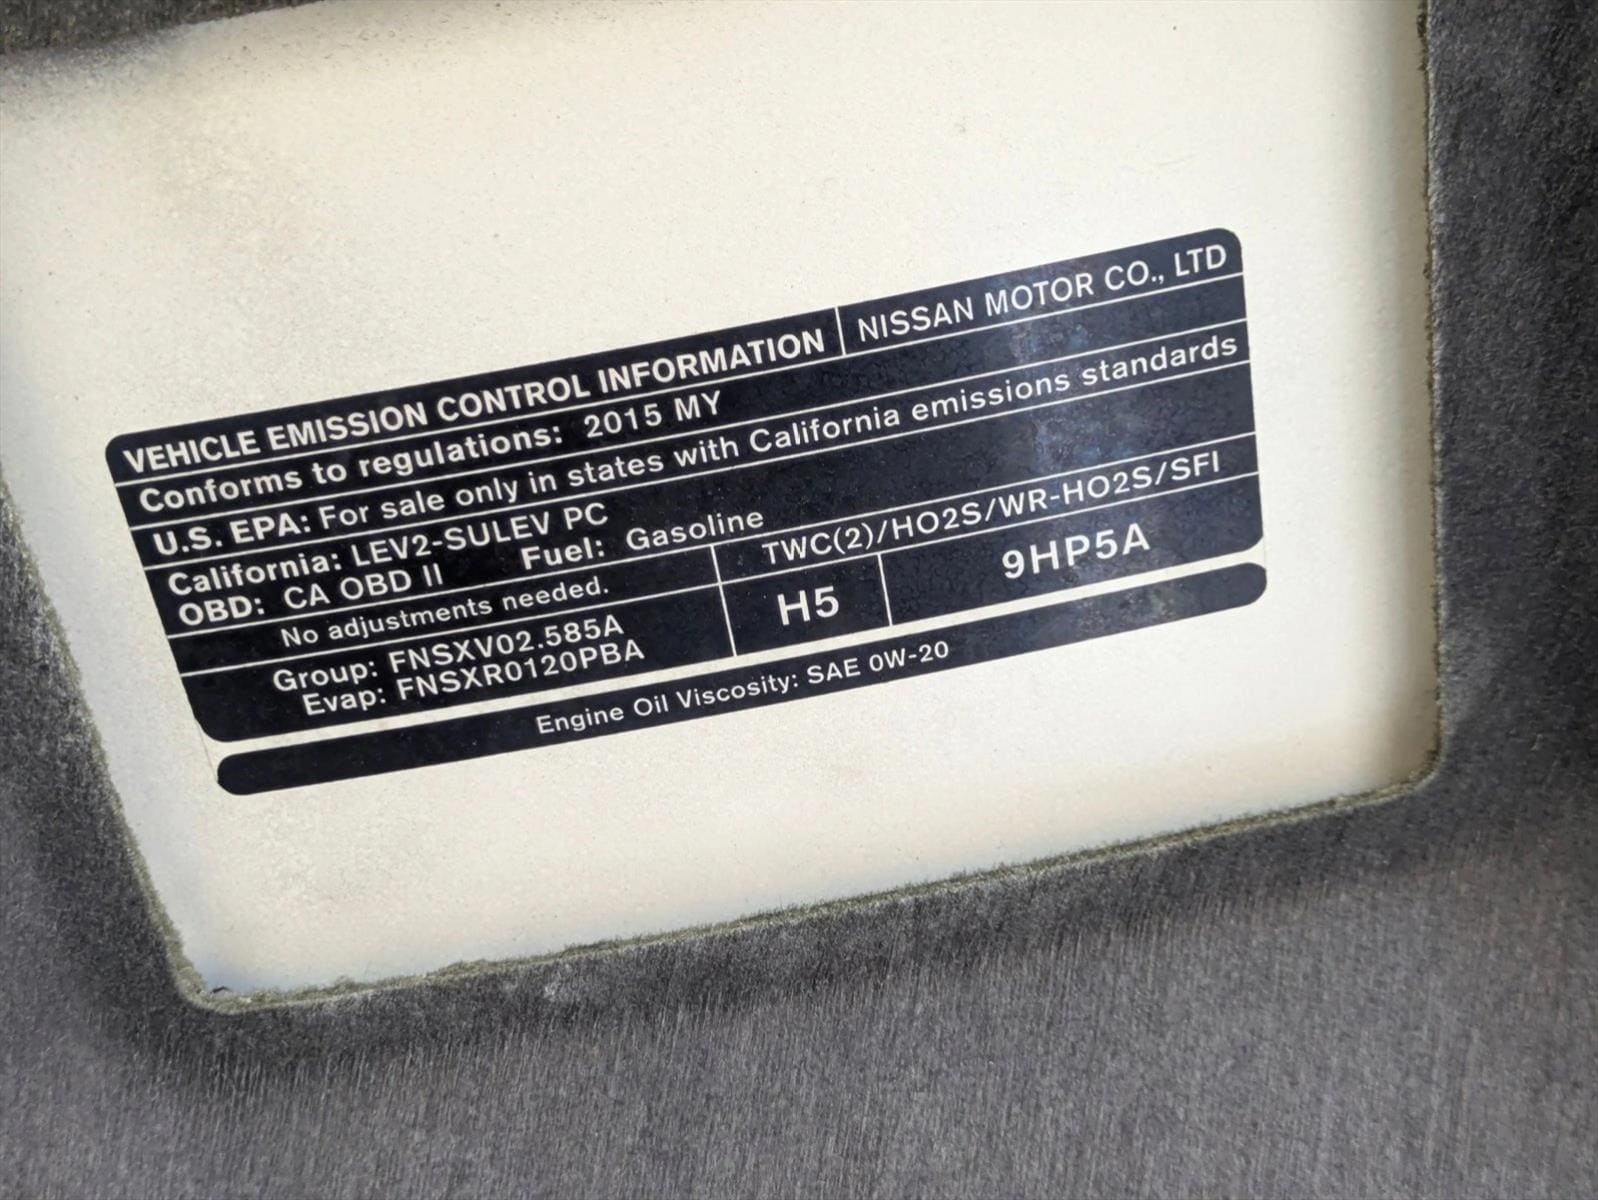 VEHICLE EMISSION CONTROL INFORMATION NISSAN MOTOR CO., LTD
Conforms to regulations: 2015 MY
U.S. EPA: For sale only in states with California emissions standards
California: LEV2-SULEV PC
OBD: CA OBD II Fuel: Gasoline
No adjustments needed. TWC(2)/HO2S/WR-HO2S/SFI
Group: FNSXV02.585A H5 9HP5A
Evap: FNSXR0120PBA
Engine Oil Viscosity: SAE 0W-20